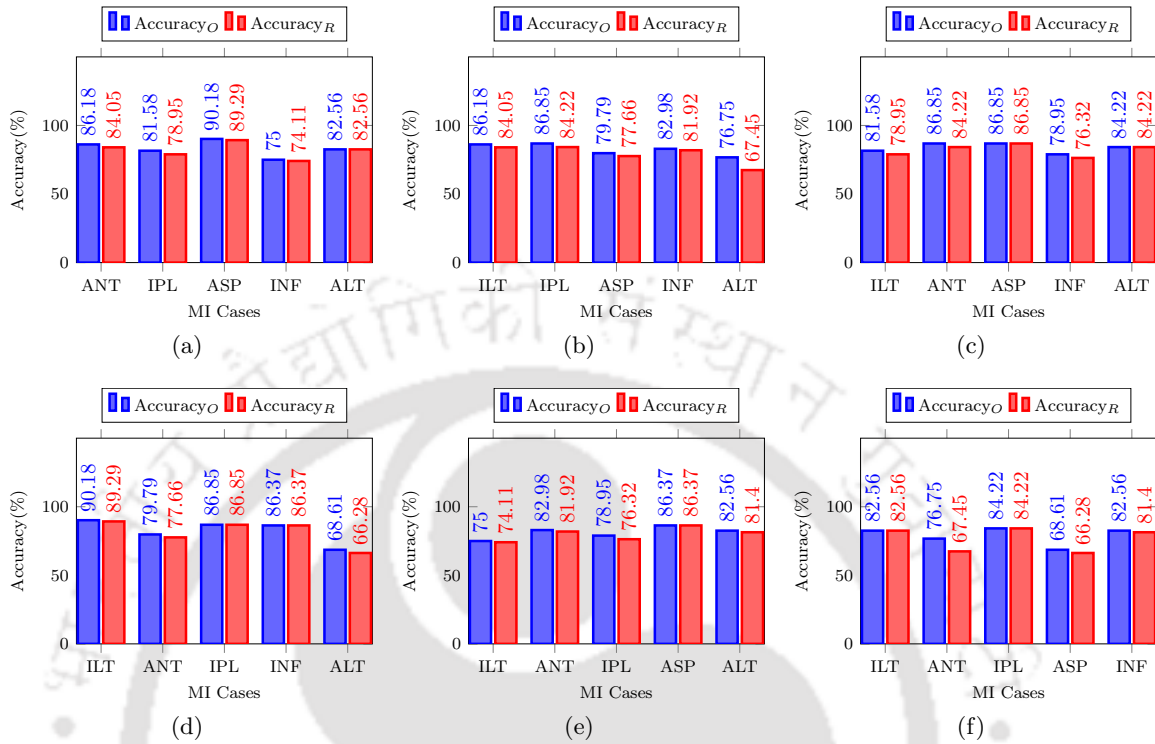 Accuracy_O Accuracy_R
Accuracy(%)
100
50
0
86.18 84.05 81.58 78.95 90.18 89.29 75 74.11 82.56 82.56
ANT IPL ASP INF ALT
MI Cases
(a)
Accuracy_O Accuracy_R
Accuracy(%)
100
50
0
86.18 84.05 86.85 84.22 79.79 77.66 82.98 81.92 76.75 67.45
ILT IPL ASP INF ALT
MI Cases
(b)
Accuracy_O Accuracy_R
Accuracy(%)
100
50
0
81.58 78.95 86.85 84.22 86.85 86.85 78.95 76.32 84.22 84.22
ILT ANT ASP INF ALT
MI Cases
(c)
Accuracy_O Accuracy_R
Accuracy(%)
100
50
0
90.18 89.29 79.79 77.66 86.85 86.85 86.37 86.37 68.61 66.28
ILT ANT IPL INF ALT
MI Cases
(d)
Accuracy_O Accuracy_R
Accuracy(%)
100
50
0
75 74.11 82.98 81.92 78.95 76.32 86.37 86.37 82.56 81.4
ILT ANT IPL ASP ALT
MI Cases
(e)
Accuracy_O Accuracy_R
Accuracy(%)
100
50
0
82.56 82.56 76.75 67.45 84.22 84.22 68.61 66.28 82.56 81.4
ILT ANT IPL ASP INF
MI Cases
(f)